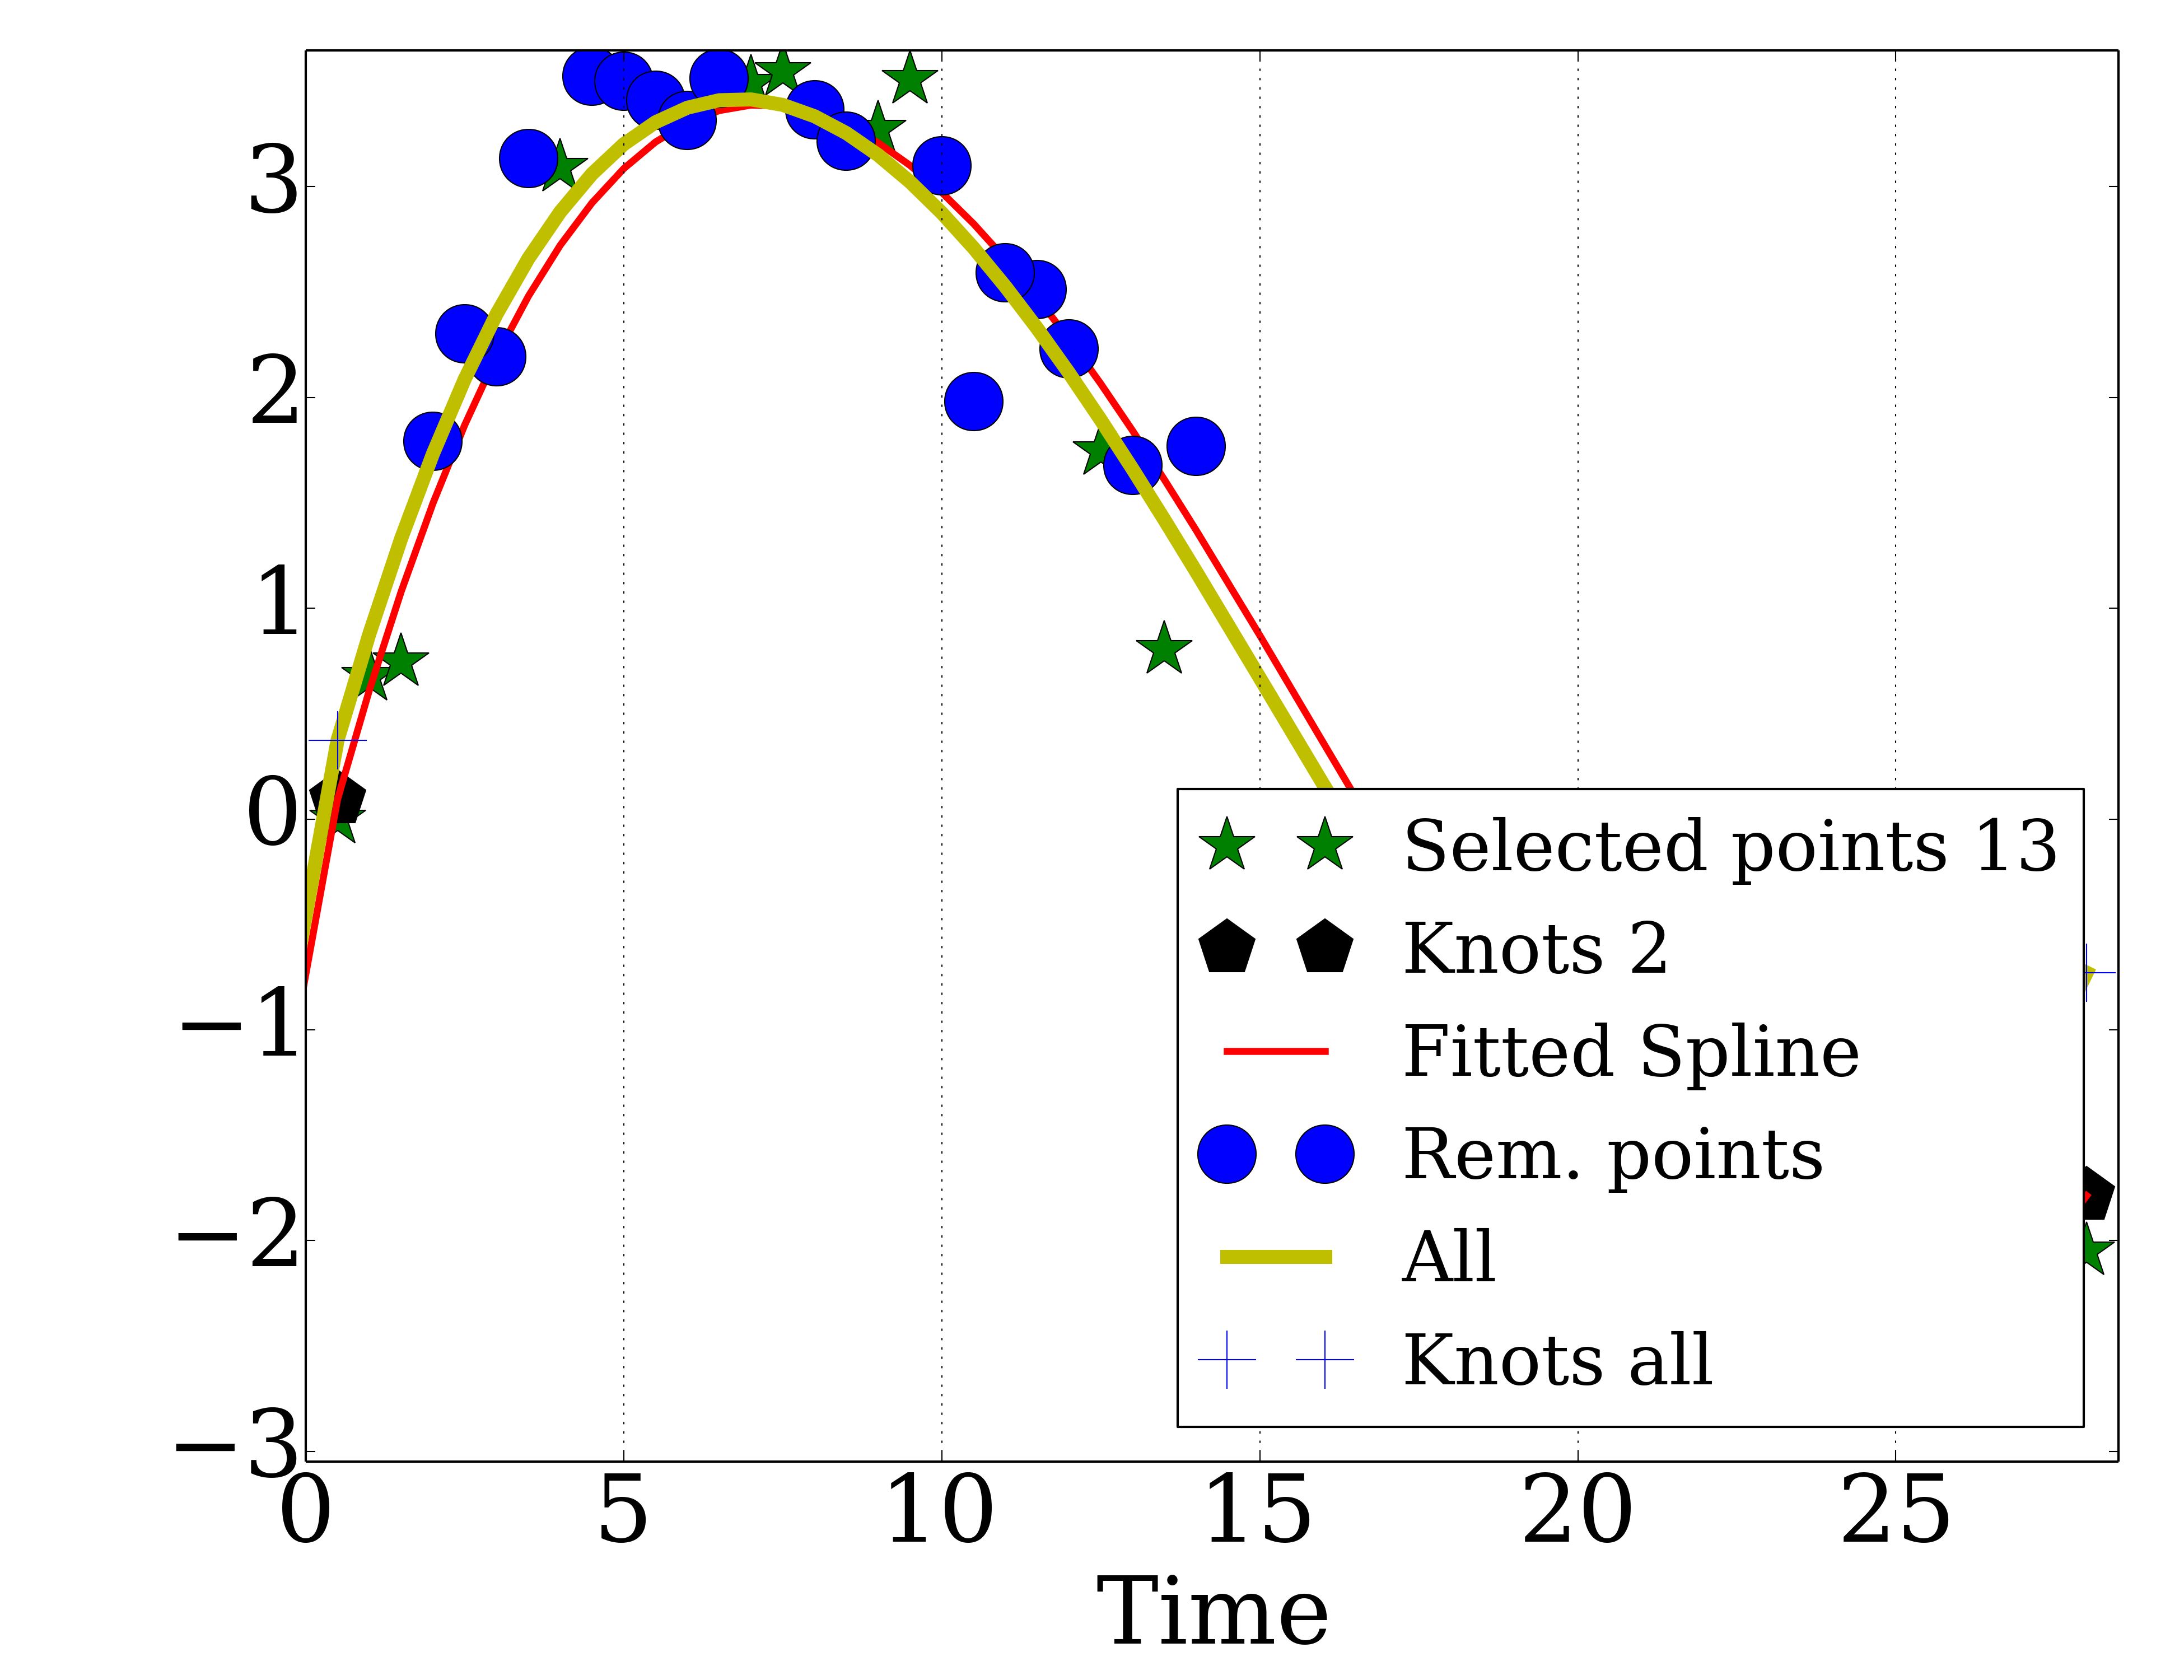 3
2
1
0
−1
−2
−3
0 5 10 15 20 25
Time
Selected points 13
Knots 2
Fitted Spline
Rem. points
All
Knots all